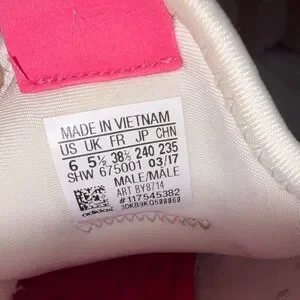 MADE IN VIETNAM
US UK FR JP CHN
6 5½ 38⅔ 240 235
SHW 675001 03/17
MALE/MALE
ART BY8714
#117545382
adidas